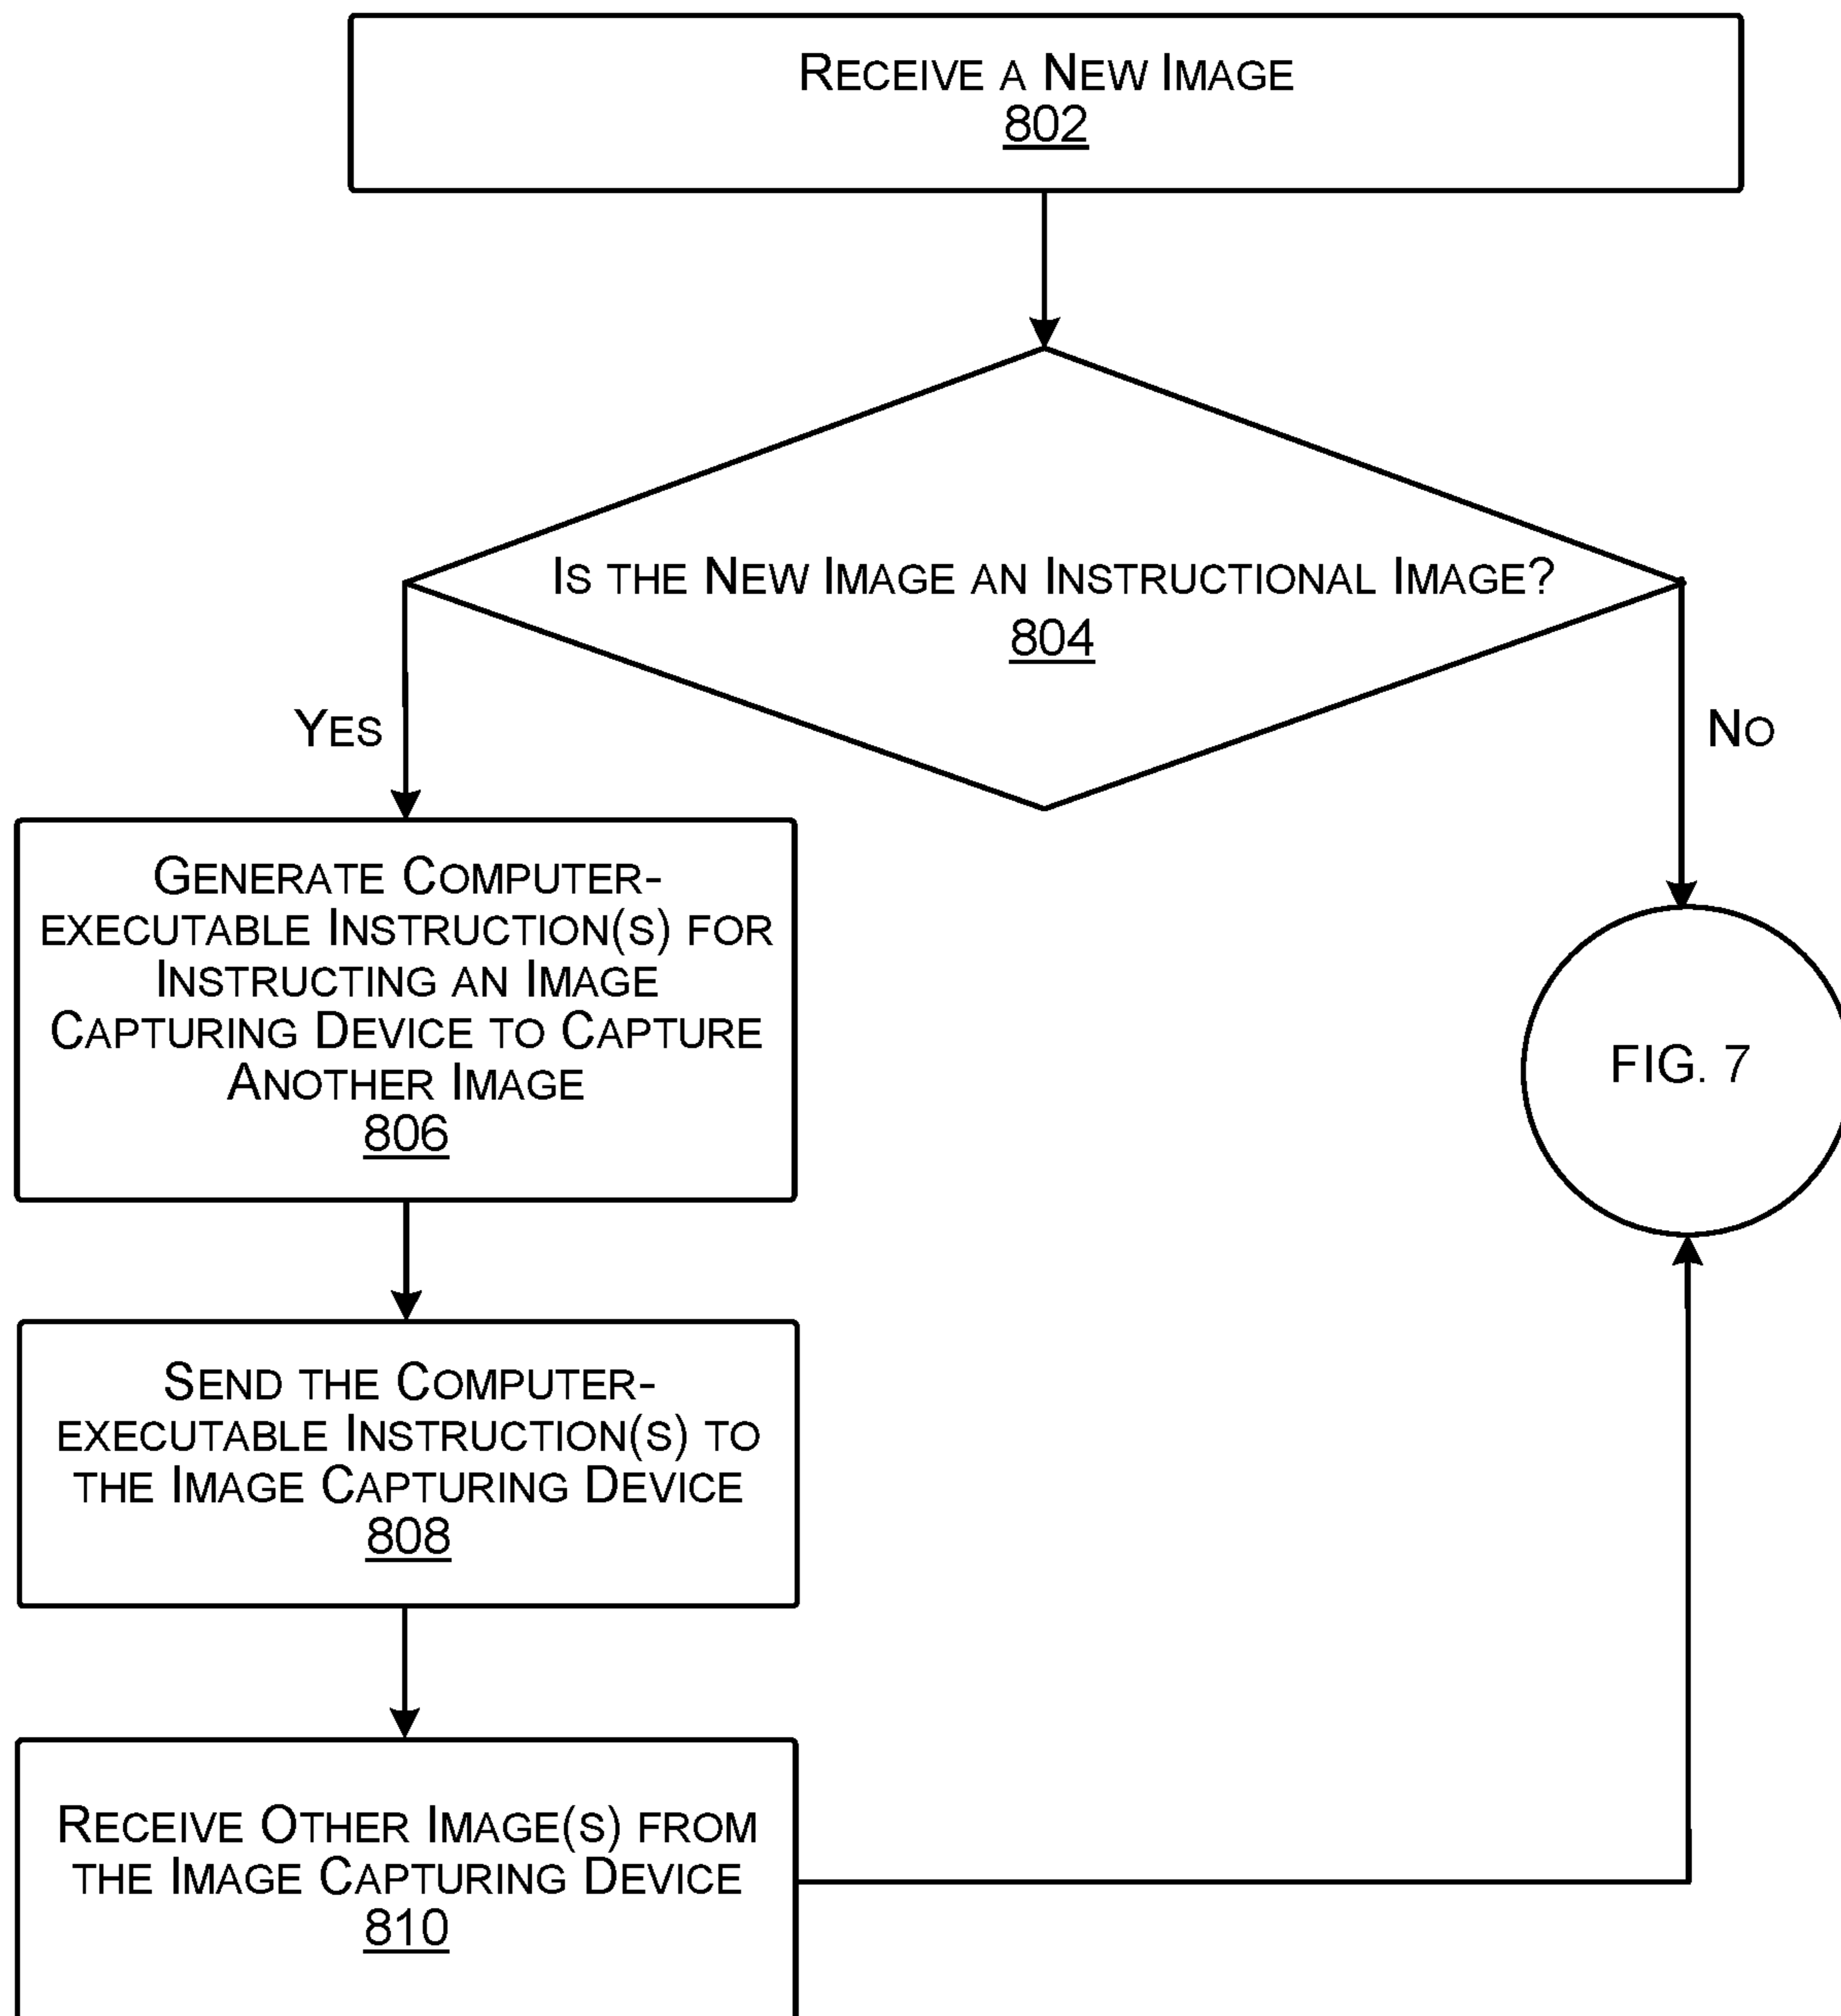 RECEIVE A NEW IMAGE
802
IS THE NEW IMAGE AN INSTRUCTIONAL IMAGE?
804
YES
NO
GENERATE COMPUTER-
EXECUTABLE INSTRUCTION(S) FOR
INSTRUCTING AN IMAGE
CAPTURING DEVICE TO CAPTURE
ANOTHER IMAGE
806
FIG. 7
SEND THE COMPUTER-
EXECUTABLE INSTRUCTION(S) TO
THE IMAGE CAPTURING DEVICE
808
RECEIVE OTHER IMAGE(S) FROM
THE IMAGE CAPTURING DEVICE
810